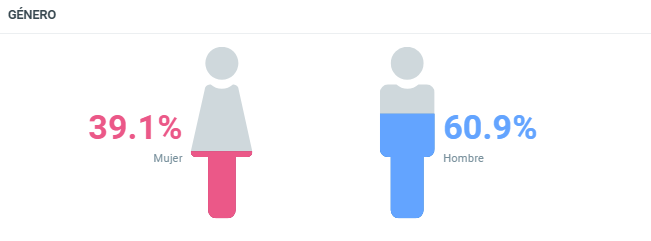 GÉNERO
39.1%
Mujer
60.9%
Hombre